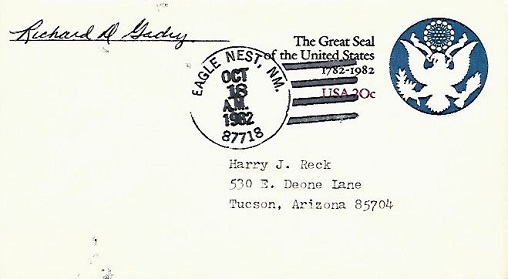 Richard D
The Great Seal
of the United States
1782-1982
USA 20c
EAGLE NEST, NM.
OCT
18
A.M.
1982
87718
Harry J. Reck
530 E. Deone Lane
Tucson, Arizona 85704